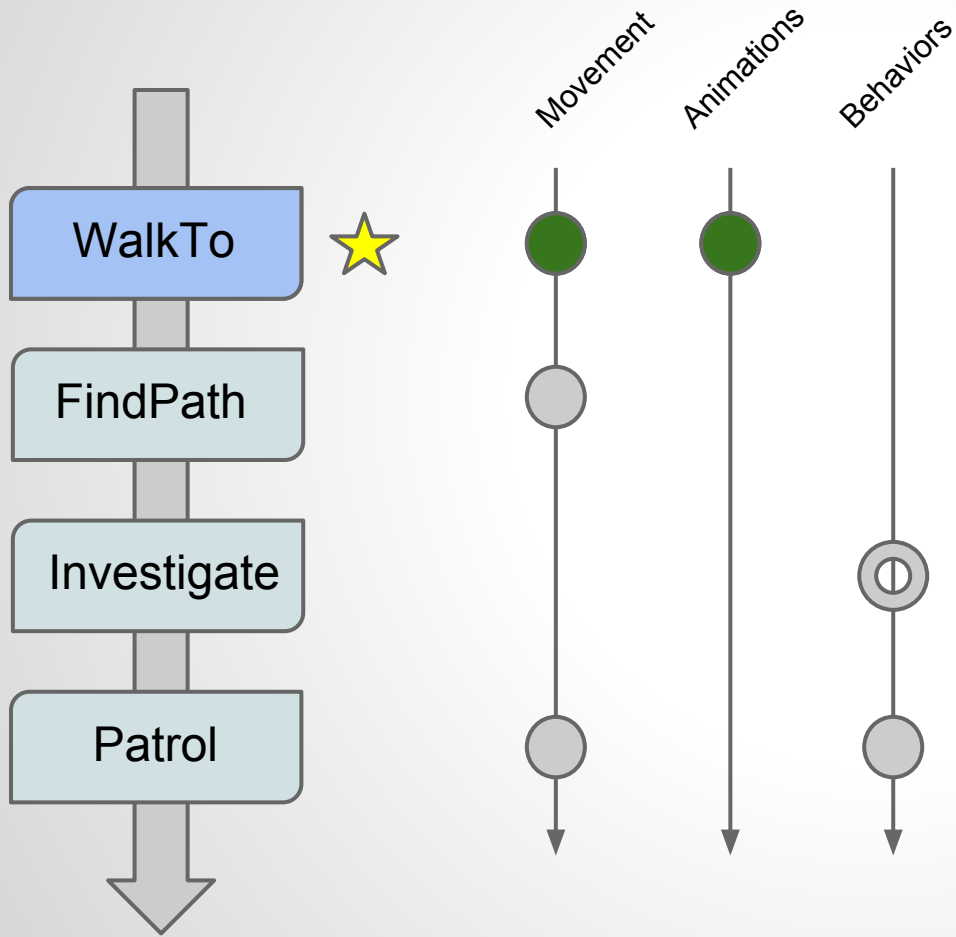 Movement
Animations
Behaviors
WalkTo
FindPath
Investigate
Patrol